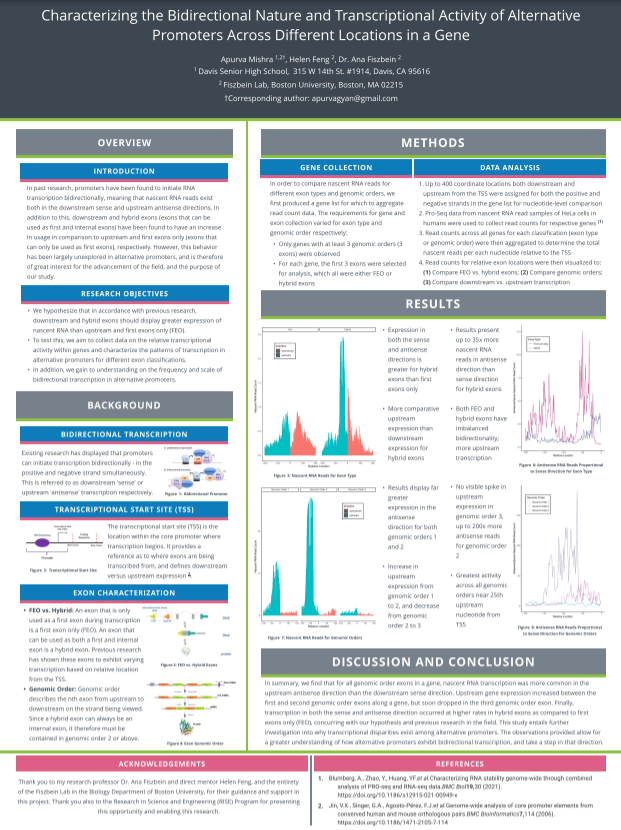 Characterizing the Bidirectional Nature and Transcriptional Activity of Alternative
Promoters Across Different Locations in a Gene
Apurva Mishra 1,2†, Helen Feng 2, Dr. Ana Fiszbein 2
1 Davis Senior High School, 315 W 14th St. #1914, Davis, CA 95616
2 Fiszbein Lab, Boston University, Boston, MA 02215
†Corresponding author: apurvagyan@gmail.com
OVERVIEW
INTRODUCTION
In past research, promoters have been found to initiate RNA
transcription bidirectionally, meaning that nascent RNA reads exist
both in the downstream sense and upstream antisense directions. In
addition to this, downstream and hybrid exons (exons that can be
used as first and internal exons) have been found to have an increase
in usage in comparison to upstream and first exons only (exons that
can only be used as first exons), respectively. However, this behavior
has been largely unexplored in alternative promoters, and is therefore
of great interest for the advancement of the field, and the purpose of
our study.
RESEARCH OBJECTIVES
• We hypothesize that in accordance with previous research,
downstream and hybrid exons should display greater expression of
nascent RNA than upstream and first exons only (FEO).
• To test this, we aim to collect data on the relative transcriptional
activity within genes and characterize the patterns of transcription in
alternative promoters for different exon classifications.
• In addition, we gain to understanding on the frequency and scale of
bidirectional transcription in alternative promoters.
BACKGROUND
BIDIRECTIONAL TRANSCRIPTION
Existing research has displayed that promoters
can initiate transcription bidirectionally - in the
positive and negative strand simultaneously.
This is referred to as downstream 'sense' or
upstream 'antisense' transcription respectively.
Figure 1: Bidirectional Promoter
TRANSCRIPTIONAL START SITE (TSS)
The transcriptional start site (TSS) is the
location within the core promoter where
transcription begins. It provides a
reference as to where exons are being
transcribed from, and defines downstream
versus upstream expression 2.
Figure 2: Transcriptional Start Site
EXON CHARACTERIZATION
• FEO vs. Hybrid: An exon that is only
used as a first exon during transcription
is a first exon only (FEO). An exon that
can be used as both a first and internal
exon is a hybrid exon. Previous research
has shown these to exhibit varying
transcription based on relative location
from the TSS.
• Genomic Order: Genomic order
describes the nth exon from upstream to
downstream on the strand being viewed.
Since a hybrid exon can always be an
internal exon, it therefore must be
contained in genomic order 2 or above.
Figure 3: FEO vs. Hybrid Exons
Figure 4: Exon Genomic Order
METHODS
GENE COLLECTION
In order to compare nascent RNA reads for
different exon types and genomic orders, we
first produced a gene list for which to aggregate
read count data. The requirements for gene and
exon collection varied for exon type and
genomic order respectively:
• Only genes with at least 3 genomic orders (3
exons) were observed
• For each gene, the first 3 exons were selected
for analysis, which all were either FEO or
hybrid exons
DATA ANALYSIS
1. Up to 400 coordinate locations both downstream and
upstream from the TSS were assigned for both the positive and
negative strands in the gene list for nucleotide-level comparison
2. Pro-Seq data from nascent RNA read samples of HeLa cells in
humans were used to collect read counts for respective genes [1]
3. Read counts across all genes for each classification (exon type
or genomic order) were then aggregated to determine the total
nascent reads per each nucleotide relative to the TSS
4. Read counts for relative exon locations were then visualized to:
(1) Compare FEO vs. hybrid exons; (2) Compare genomic orders;
(3) Compare downstream vs. upstream transcription
RESULTS
• Expression in
both the sense
and antisense
directions is
greater for hybrid
exons than first
exons only
• More comparative
upstream
expression than
downstream
expression for
hybrid exons
• Results present
up to 35x more
nascent RNA
reads in antisense
direction than
sense direction
for hybrid exons
• Both FEO and
hybrid exons have
imbalanced
bidirectionality;
more upstream
transcription
Figure 5: Nascent RNA Reads for Exon Type
Figure 6: Antisense RNA Reads Proportional
to Sense Direction for Exon Type
• Results display far
greater
expression in the
antisense
direction for both
genomic orders 1
and 2
• Increase in
upstream
expression from
genomic order 1
to 2, and decrease
from genomic
order 2 to 3
• No visible spike in
upstream
expression in
genomic order 3,
up to 200x more
antisense reads
for genomic order
2
• Greatest activity
across all genomic
orders near 25th
upstream
nucleotide from
TSS
Figure 7: Nascent RNA Reads for Genomic Orders
to Sense Direction for Genomic Orders
DISCUSSION AND CONCLUSION
In summary, we find that for all genomic order exons in a gene, nascent RNA transcription was more common in the
upstream antisense direction than the downstream sense direction. Upstream gene expression increased between the
first and second genomic order exons along a gene, but soon dropped in the third genomic order exon. Finally,
transcription in both the sense and antisense direction occurred at higher rates in hybrid exons as compared to first
exons only (FEO), concurring with our hypothesis and previous research in the field. This study entails further
investigation into why transcription disparities exist among alternative promoters. The observations provided allow for
a greater understanding of how alternative promoters exhibit bidirectional transcription, and take a step in that direction.
ACKNOWLEDGEMENTS
Thank you to my research professor Dr. Ana Fiszbein and direct mentor Helen Feng, and the entirety
of the Fiszbein Lab in the Biology Department of Boston University, for their guidance and support in
this project. Thank you also to the Research in Science and Engineering (RISE) Program for presenting
this opportunity and enabling this research.
REFERENCES
1. Blumberg, A., Zhao, Y., Huang, YF.et al.Characterizing RNA stability genome-wide through combined
analysis of PRO-seq and RNA-seq data.BMC Biol19,30 (2021).
https://doi.org/10.1186/s12915-021-00949-x
2. Jin, V.X., Singer, G.A., Agosto-Pérez, F.J.et al.Genome-wide analysis of core promoter elements from
conserved human and mouse orthologous pairs.BMC Bioinformatics7,114 (2006).
https://doi.org/10.1186/1471-2105-7-114